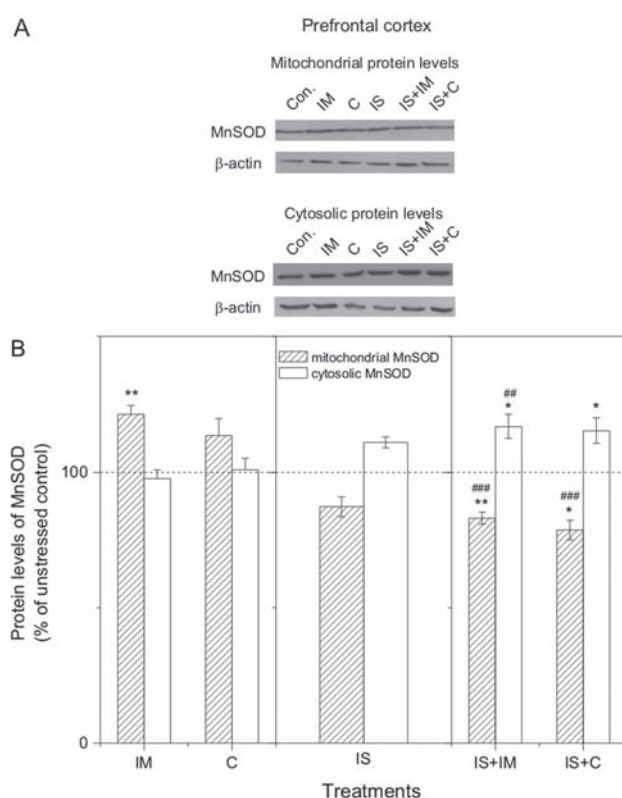 A
Prefrontal cortex
Mitochondrial protein levels
Con. IM C IS IS+IM IS+C
MnSOD
β-actin
Cytosolic protein levels
Con. IM C IS IS+IM IS+C
MnSOD
β-actin
B
mitochondrial MnSOD
cytosolic MnSOD
**
##
*
*
###
**
###
*
100
0
Protein levels of MnSOD
(% of unstressed control)
IM C IS IS+IM IS+C
Treatments